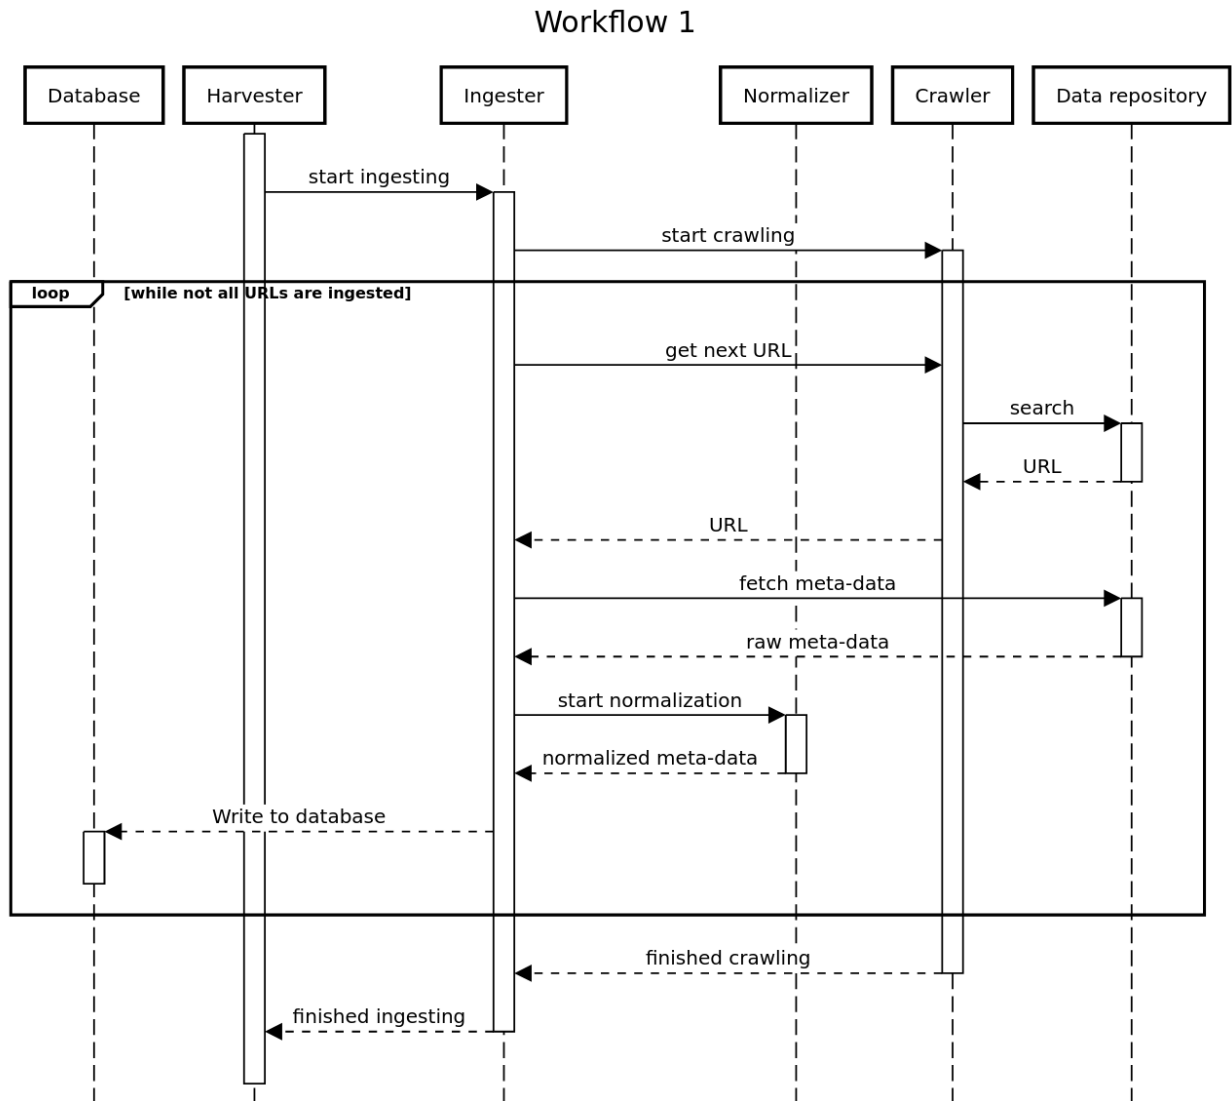 Workflow 1
Database
Harvester
Ingester
Normalizer
Crawler
Data repository
start ingesting
start crawling
loop
[while not all URLs are ingested]
get next URL
search
URL
URL
fetch meta-data
raw meta-data
start normalization
normalized meta-data
Write to database
finished crawling
finished ingesting